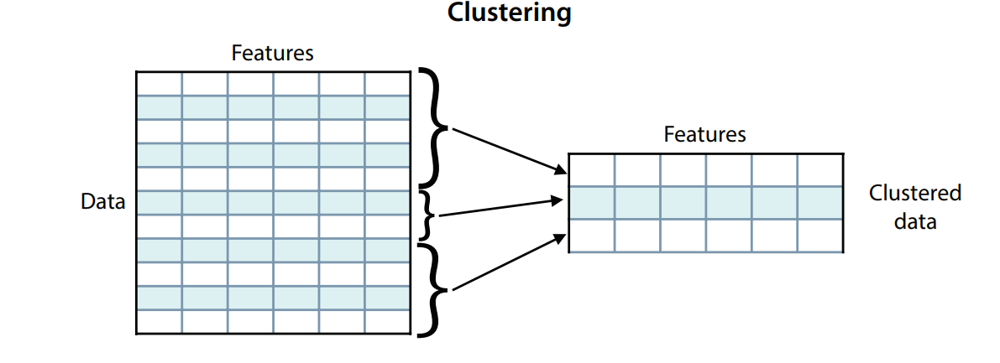 Clustering
Features
Data
Features
Clustered
data